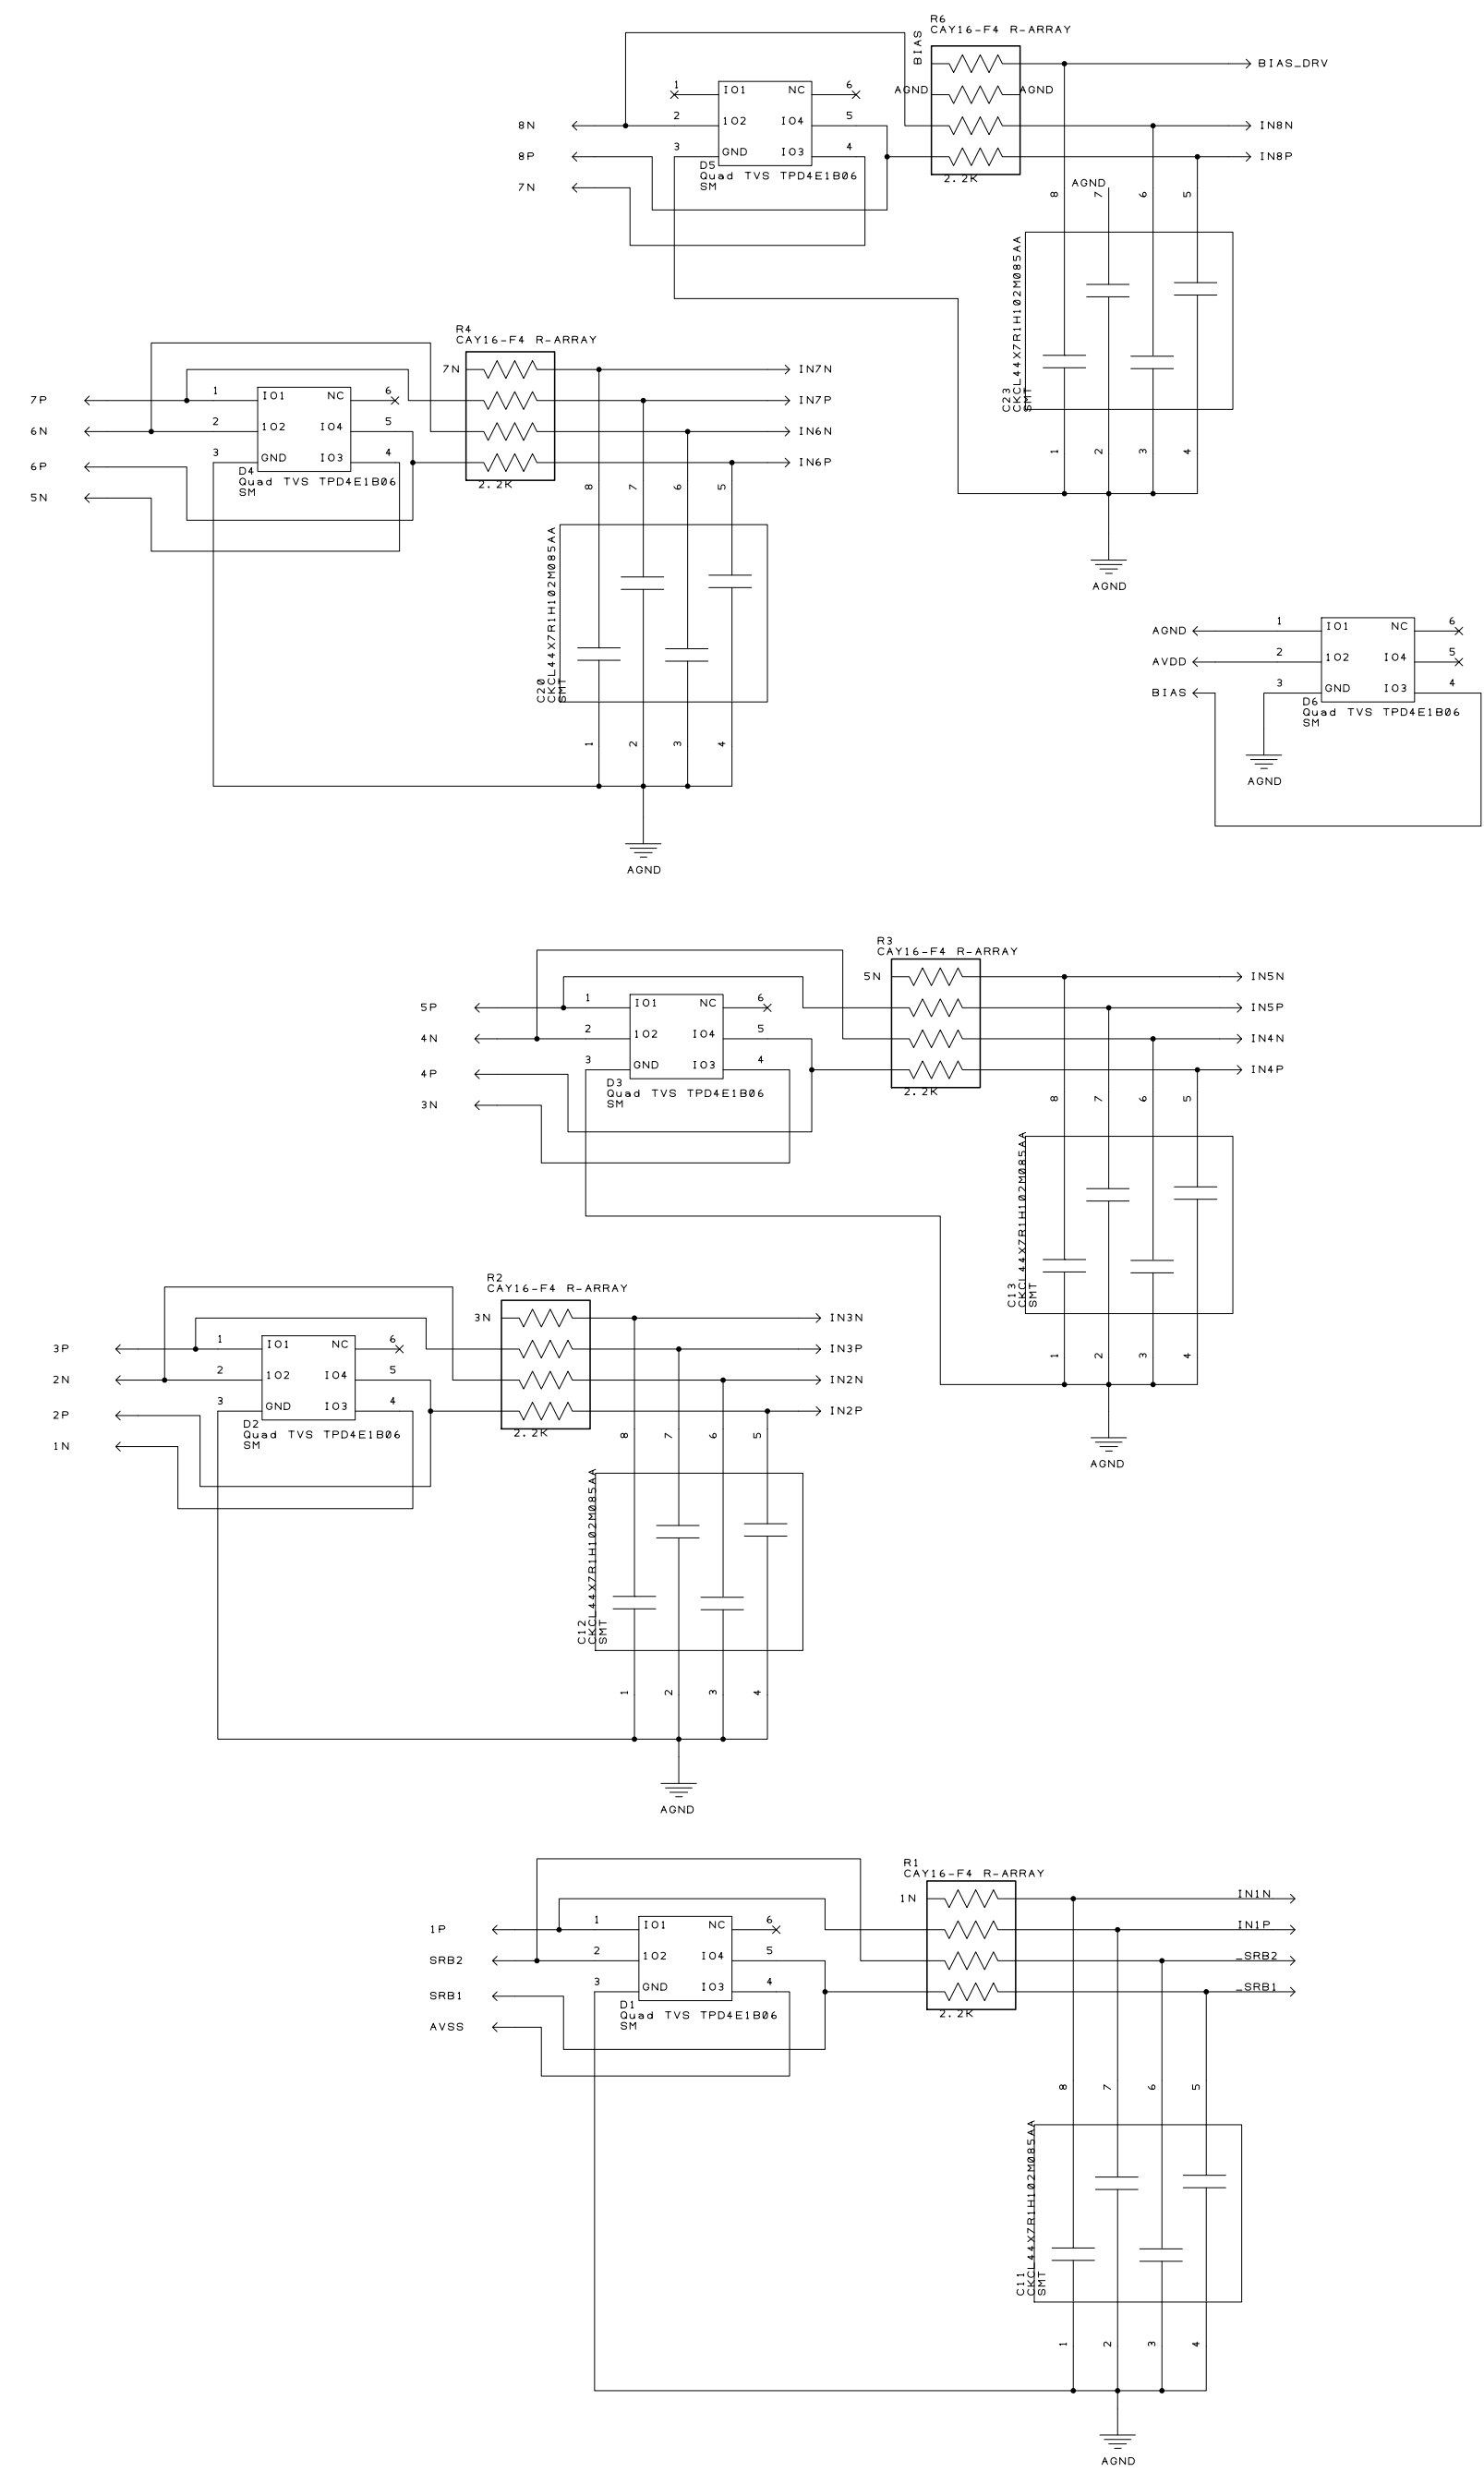 R6
CAY16-F4 R-ARRAY
BIAS
BIAS_DRV
1
IO1
NC
6
AGND
AGND
8N
2
1O2
IO4
5
IN8N
8P
3
GND
IO3
4
IN8P
D5
Quad TVS TPD4E1B06
SM
2.2K
7N
AGND
8
7
6
5
C23
CKCL44X7R1H102M085AA
SMT
1
2
3
4
AGND
R4
CAY16-F4 R-ARRAY
7N
IN7N
7P
1
IO1
NC
6
IN7P
6N
2
1O2
IO4
5
IN6N
6P
3
GND
IO3
4
IN6P
D4
Quad TVS TPD4E1B06
SM
2.2K
5N
8
7
6
5
C20
CKCL44X7R1H102M085AA
SMT
1
2
3
4
AGND
AGND
1
IO1
NC
6
AVDD
2
1O2
IO4
5
BIAS
3
GND
IO3
4
D6
Quad TVS TPD4E1B06
SM
AGND
R3
CAY16-F4 R-ARRAY
5N
IN5N
5P
1
IO1
NC
6
IN5P
4N
2
1O2
IO4
5
IN4N
4P
3
GND
IO3
4
IN4P
D3
Quad TVS TPD4E1B06
SM
2.2K
3N
8
7
6
5
C13
CKCL44X7R1H102M085AA
SMT
1
2
3
4
AGND
R2
CAY16-F4 R-ARRAY
3N
IN3N
3P
1
IO1
NC
6
IN3P
2N
2
1O2
IO4
5
IN2N
2P
3
GND
IO3
4
IN2P
D2
Quad TVS TPD4E1B06
SM
2.2K
1N
8
7
6
5
C12
CKCL44X7R1H102M085AA
SMT
1
2
3
4
AGND
R1
CAY16-F4 R-ARRAY
1N
IN1N
1P
1
IO1
NC
6
IN1P
SRB2
2
1O2
IO4
5
_SRB2
SRB1
3
GND
IO3
4
_SRB1
D1
Quad TVS TPD4E1B06
SM
2.2K
AVSS
8
7
6
5
C11
CKCL44X7R1H102M085AA
SMT
1
2
3
4
AGND